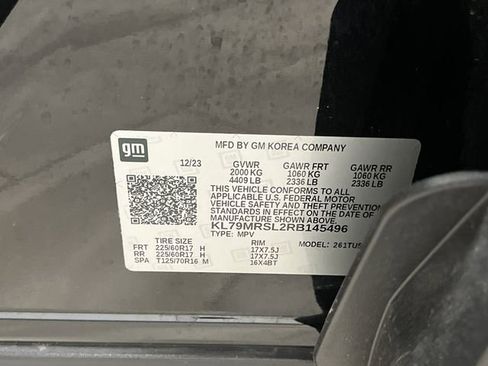 gm
MFD BY GM KOREA COMPANY
12/23 GVWR GAWR FRT GAWR RR
2000 KG 1060 KG 1060 KG
4409 LB 2336 LB 2336 LB
THIS VEHICLE CONFORMS TO ALL
APPLICABLE U.S. FEDERAL MOTOR
VEHICLE SAFETY AND THEFT PREVENTION
STANDARDS IN EFFECT ON THE DATE OF
MANUFACTURE SHOWN ABOVE.
KL79MRSL2RB145496
TYPE: MPV MODEL: 261TU5
TIRE SIZE RIM
FRT 225/60R17 H 17X7.5J
RR 225/60R17 H 17X7.5J
SPA T125/70R16 M 16X4BT